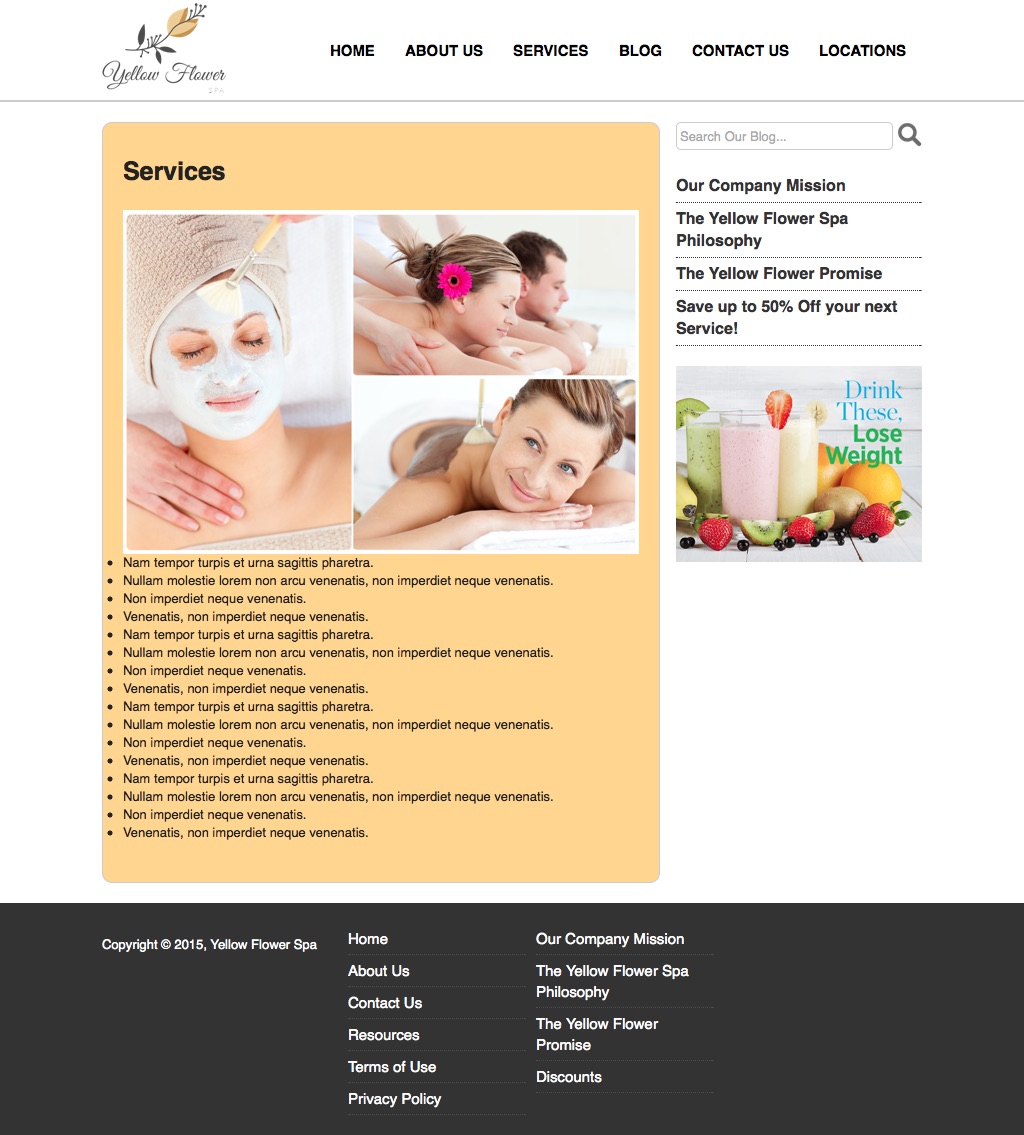 Yellow Flower
SPA
HOME ABOUT US SERVICES BLOG CONTACT US LOCATIONS
Services
Nam tempor turpis et urna sagittis pharetra.
Nullam molestie lorem non arcu venenatis, non imperdiet neque venenatis.
Non imperdiet neque venenatis.
Venenatis, non imperdiet neque venenatis.
Nam tempor turpis et urna sagittis pharetra.
Nullam molestie lorem non arcu venenatis, non imperdiet neque venenatis.
Non imperdiet neque venenatis.
Venenatis, non imperdiet neque venenatis.
Nam tempor turpis et urna sagittis pharetra.
Nullam molestie lorem non arcu venenatis, non imperdiet neque venenatis.
Non imperdiet neque venenatis.
Venenatis, non imperdiet neque venenatis.
Nam tempor turpis et urna sagittis pharetra.
Nullam molestie lorem non arcu venenatis, non imperdiet neque venenatis.
Non imperdiet neque venenatis.
Venenatis, non imperdiet neque venenatis.
Search Our Blog...
Our Company Mission
The Yellow Flower Spa
Philosophy
The Yellow Flower Promise
Save up to 50% Off your next
Service!
Drink
These,
Lose
Weight
Copyright © 2015, Yellow Flower Spa
Home
About Us
Contact Us
Resources
Terms of Use
Privacy Policy
Our Company Mission
The Yellow Flower Spa
Philosophy
The Yellow Flower
Promise
Discounts